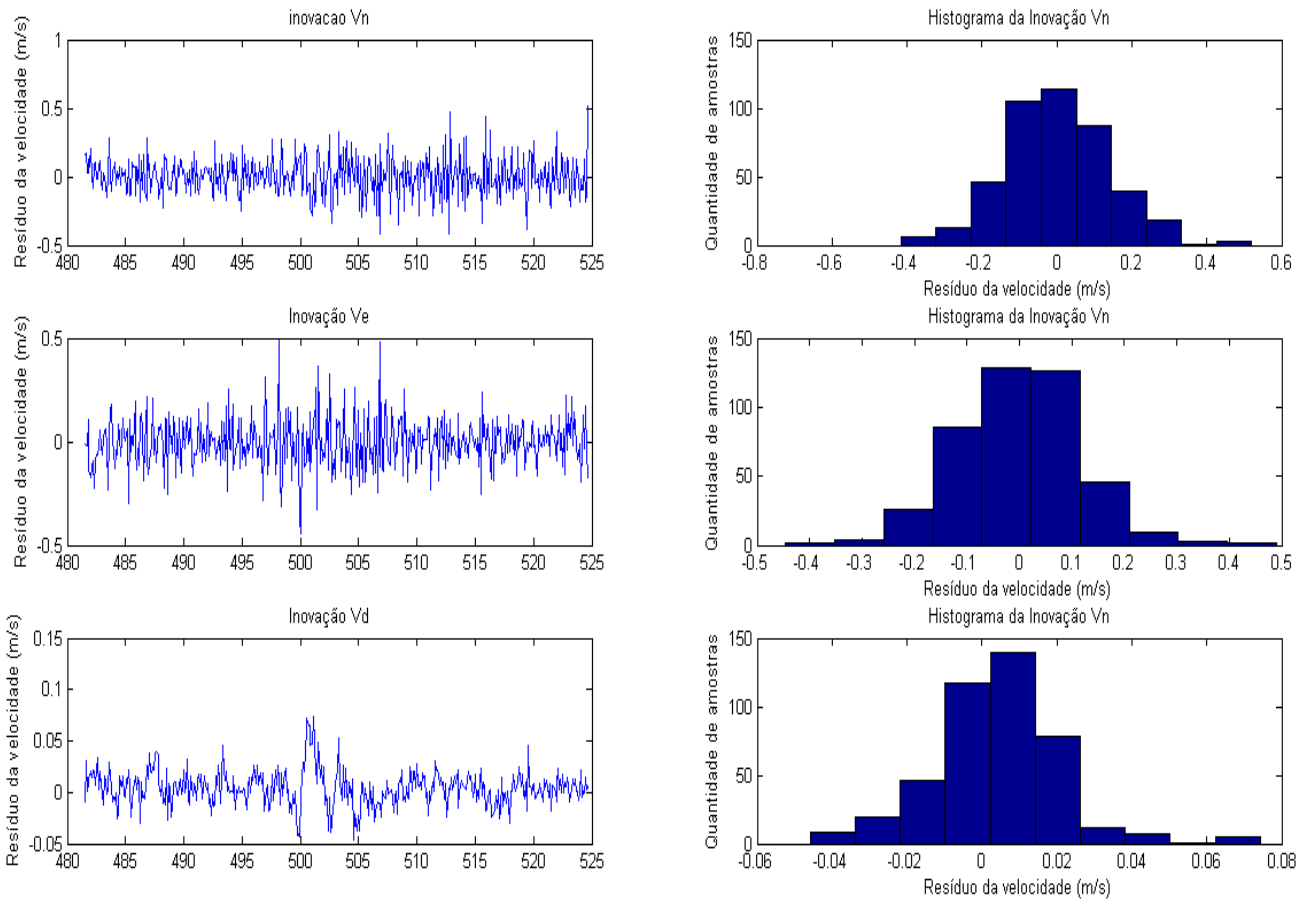 inovacao Vn
Resíduo da velocidade (m/s)
1
0.5
0
-0.5
480 485 490 495 500 505 510 515 520 525
Histograma da Inovação Vn
Quantidade de amostras
150
100
50
0
-0.8 -0.6 -0.4 -0.2 0 0.2 0.4 0.6
Resíduo da velocidade (m/s)
Inovação Ve
Resíduo da velocidade (m/s)
0.5
0
-0.5
480 485 490 495 500 505 510 515 520 525
Histograma da Inovação Vn
Quantidade de amostras
150
100
50
0
-0.5 -0.4 -0.3 -0.2 -0.1 0 0.1 0.2 0.3 0.4 0.5
Resíduo da velocidade (m/s)
Inovação Vd
Resíduo da velocidade (m/s)
0.15
0.1
0.05
0
-0.05
480 485 490 495 500 505 510 515 520 525
Histograma da Inovação Vn
Quantidade de amostras
150
100
50
0
-0.06 -0.04 -0.02 0 0.02 0.04 0.06 0.08
Resíduo da velocidade (m/s)